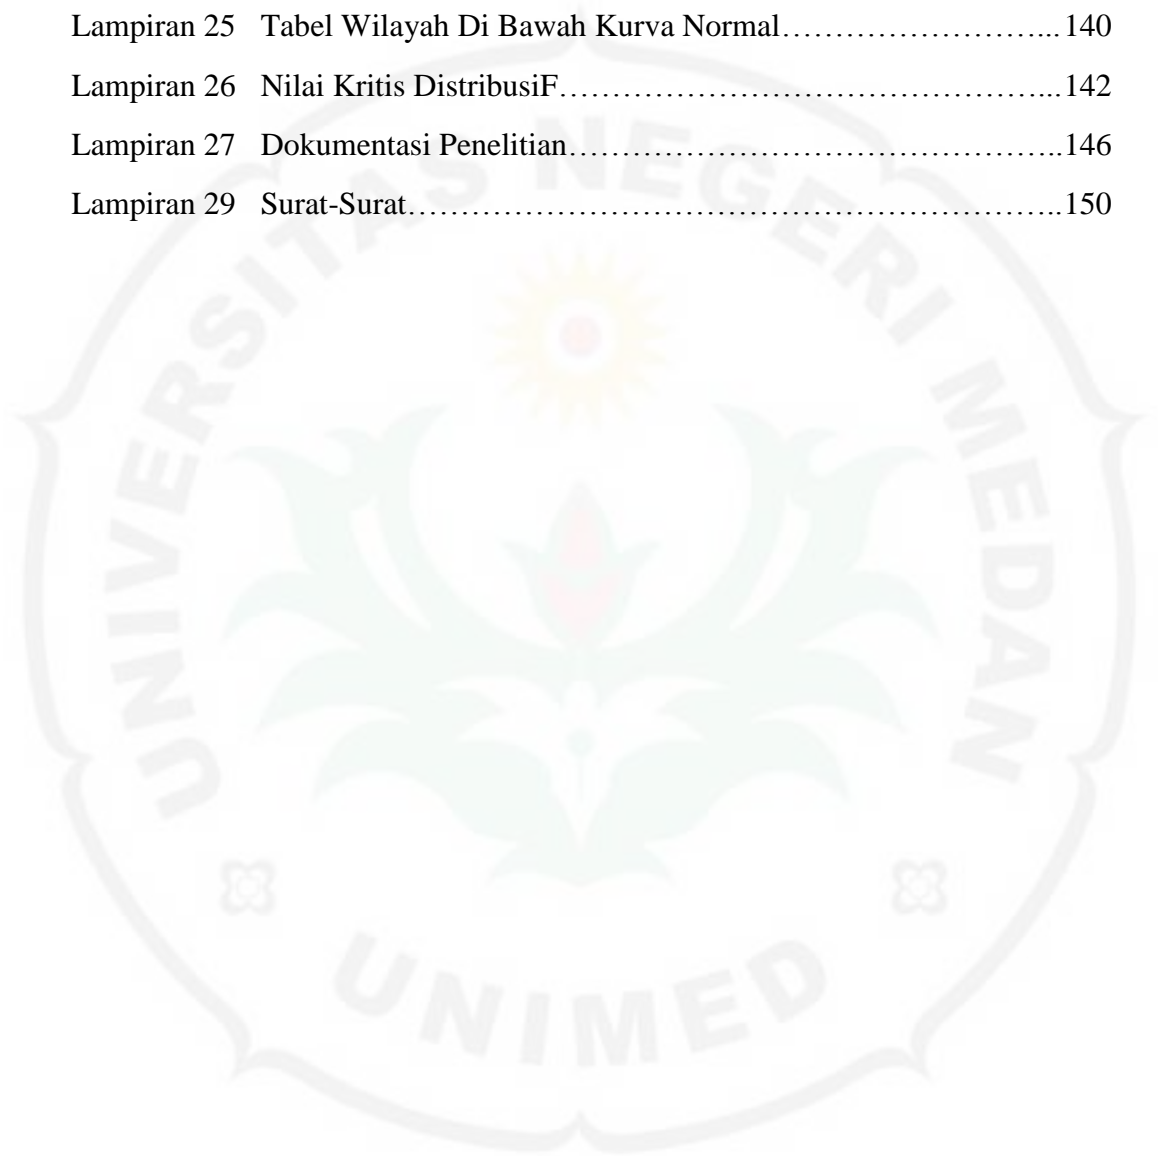 Lampiran 25 Tabel Wilayah Di Bawah Kurva Normal……………………...140
Lampiran 26 Nilai Kritis DistribusiF………………………………………...142
Lampiran 27 Dokumentasi Penelitian………………………………………..146
Lampiran 29 Surat-Surat……………………………………………………..150
UNIVERSITAS NEGERI MEDAN
UNIMED